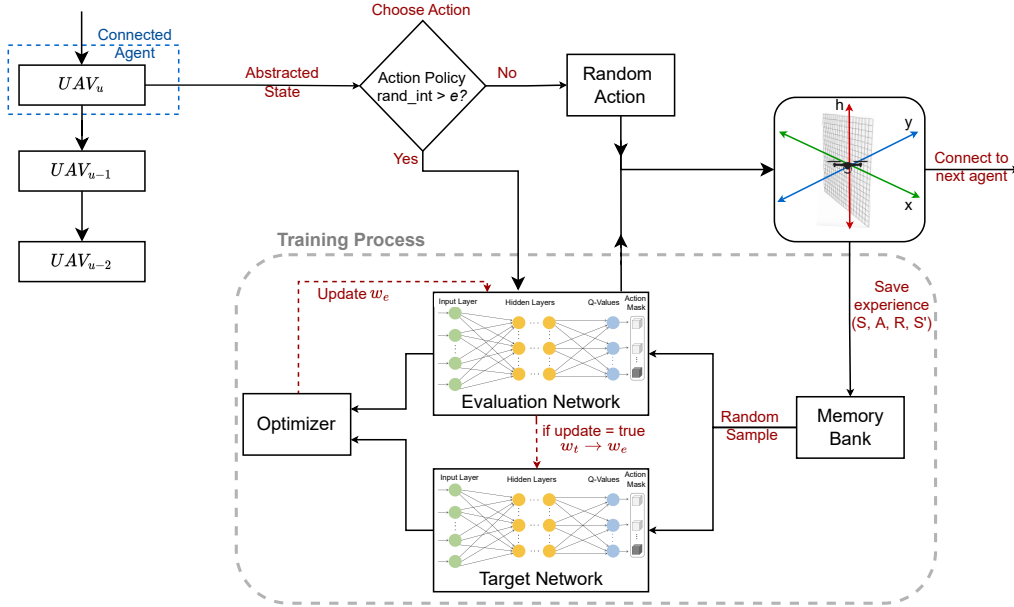 Choose Action
Connected
Agent
UAV_u
Abstracted
State
Action Policy
rand_int > e?
No
Random
Action
Yes
UAV_{u-1}
UAV_{u-2}
h
y
x
Connect to
next agent
Training Process
Save
experience
(S, A, R, S')
Update w_e
Input Layer
Hidden Layers
Q-Values
Action
Mask
Evaluation Network
Optimizer
if update = true
w_t → w_e
Random
Sample
Memory
Bank
Input Layer
Hidden Layers
Q-Values
Action
Mask
Target Network